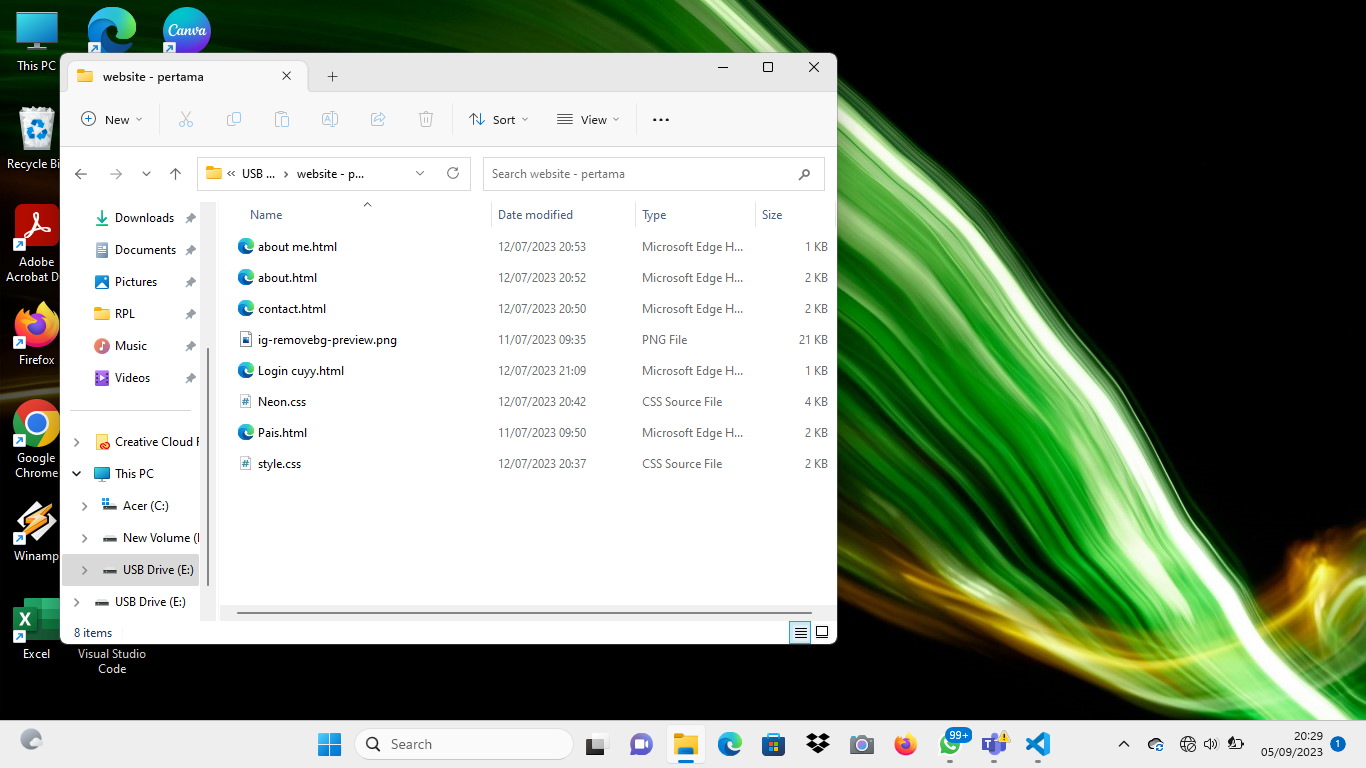 This PC
Canva
Recycle Bi
Adobe
Acrobat D
Firefox
Google
Chrome
Winamp
Excel
Visual Studio
Code
website - pertama
New
Sort
View
USB ...
website - p...
Search website - pertama
Downloads
Documents
Pictures
RPL
Music
Videos
Creative Cloud F
This PC
Acer (C:)
New Volume (
USB Drive (E:)
USB Drive (E:)
Name Date modified Type Size
about me.html 12/07/2023 20:53 Microsoft Edge H... 1 KB
about.html 12/07/2023 20:52 Microsoft Edge H... 2 KB
contact.html 12/07/2023 20:50 Microsoft Edge H... 2 KB
ig-removebg-preview.png 11/07/2023 09:35 PNG File 21 KB
Login cuyy.html 12/07/2023 21:09 Microsoft Edge H... 1 KB
Neon.css 12/07/2023 20:42 CSS Source File 4 KB
Pais.html 11/07/2023 09:50 Microsoft Edge H... 2 KB
style.css 12/07/2023 20:37 CSS Source File 2 KB
8 items
Search
99+
20:29
05/09/2023
1